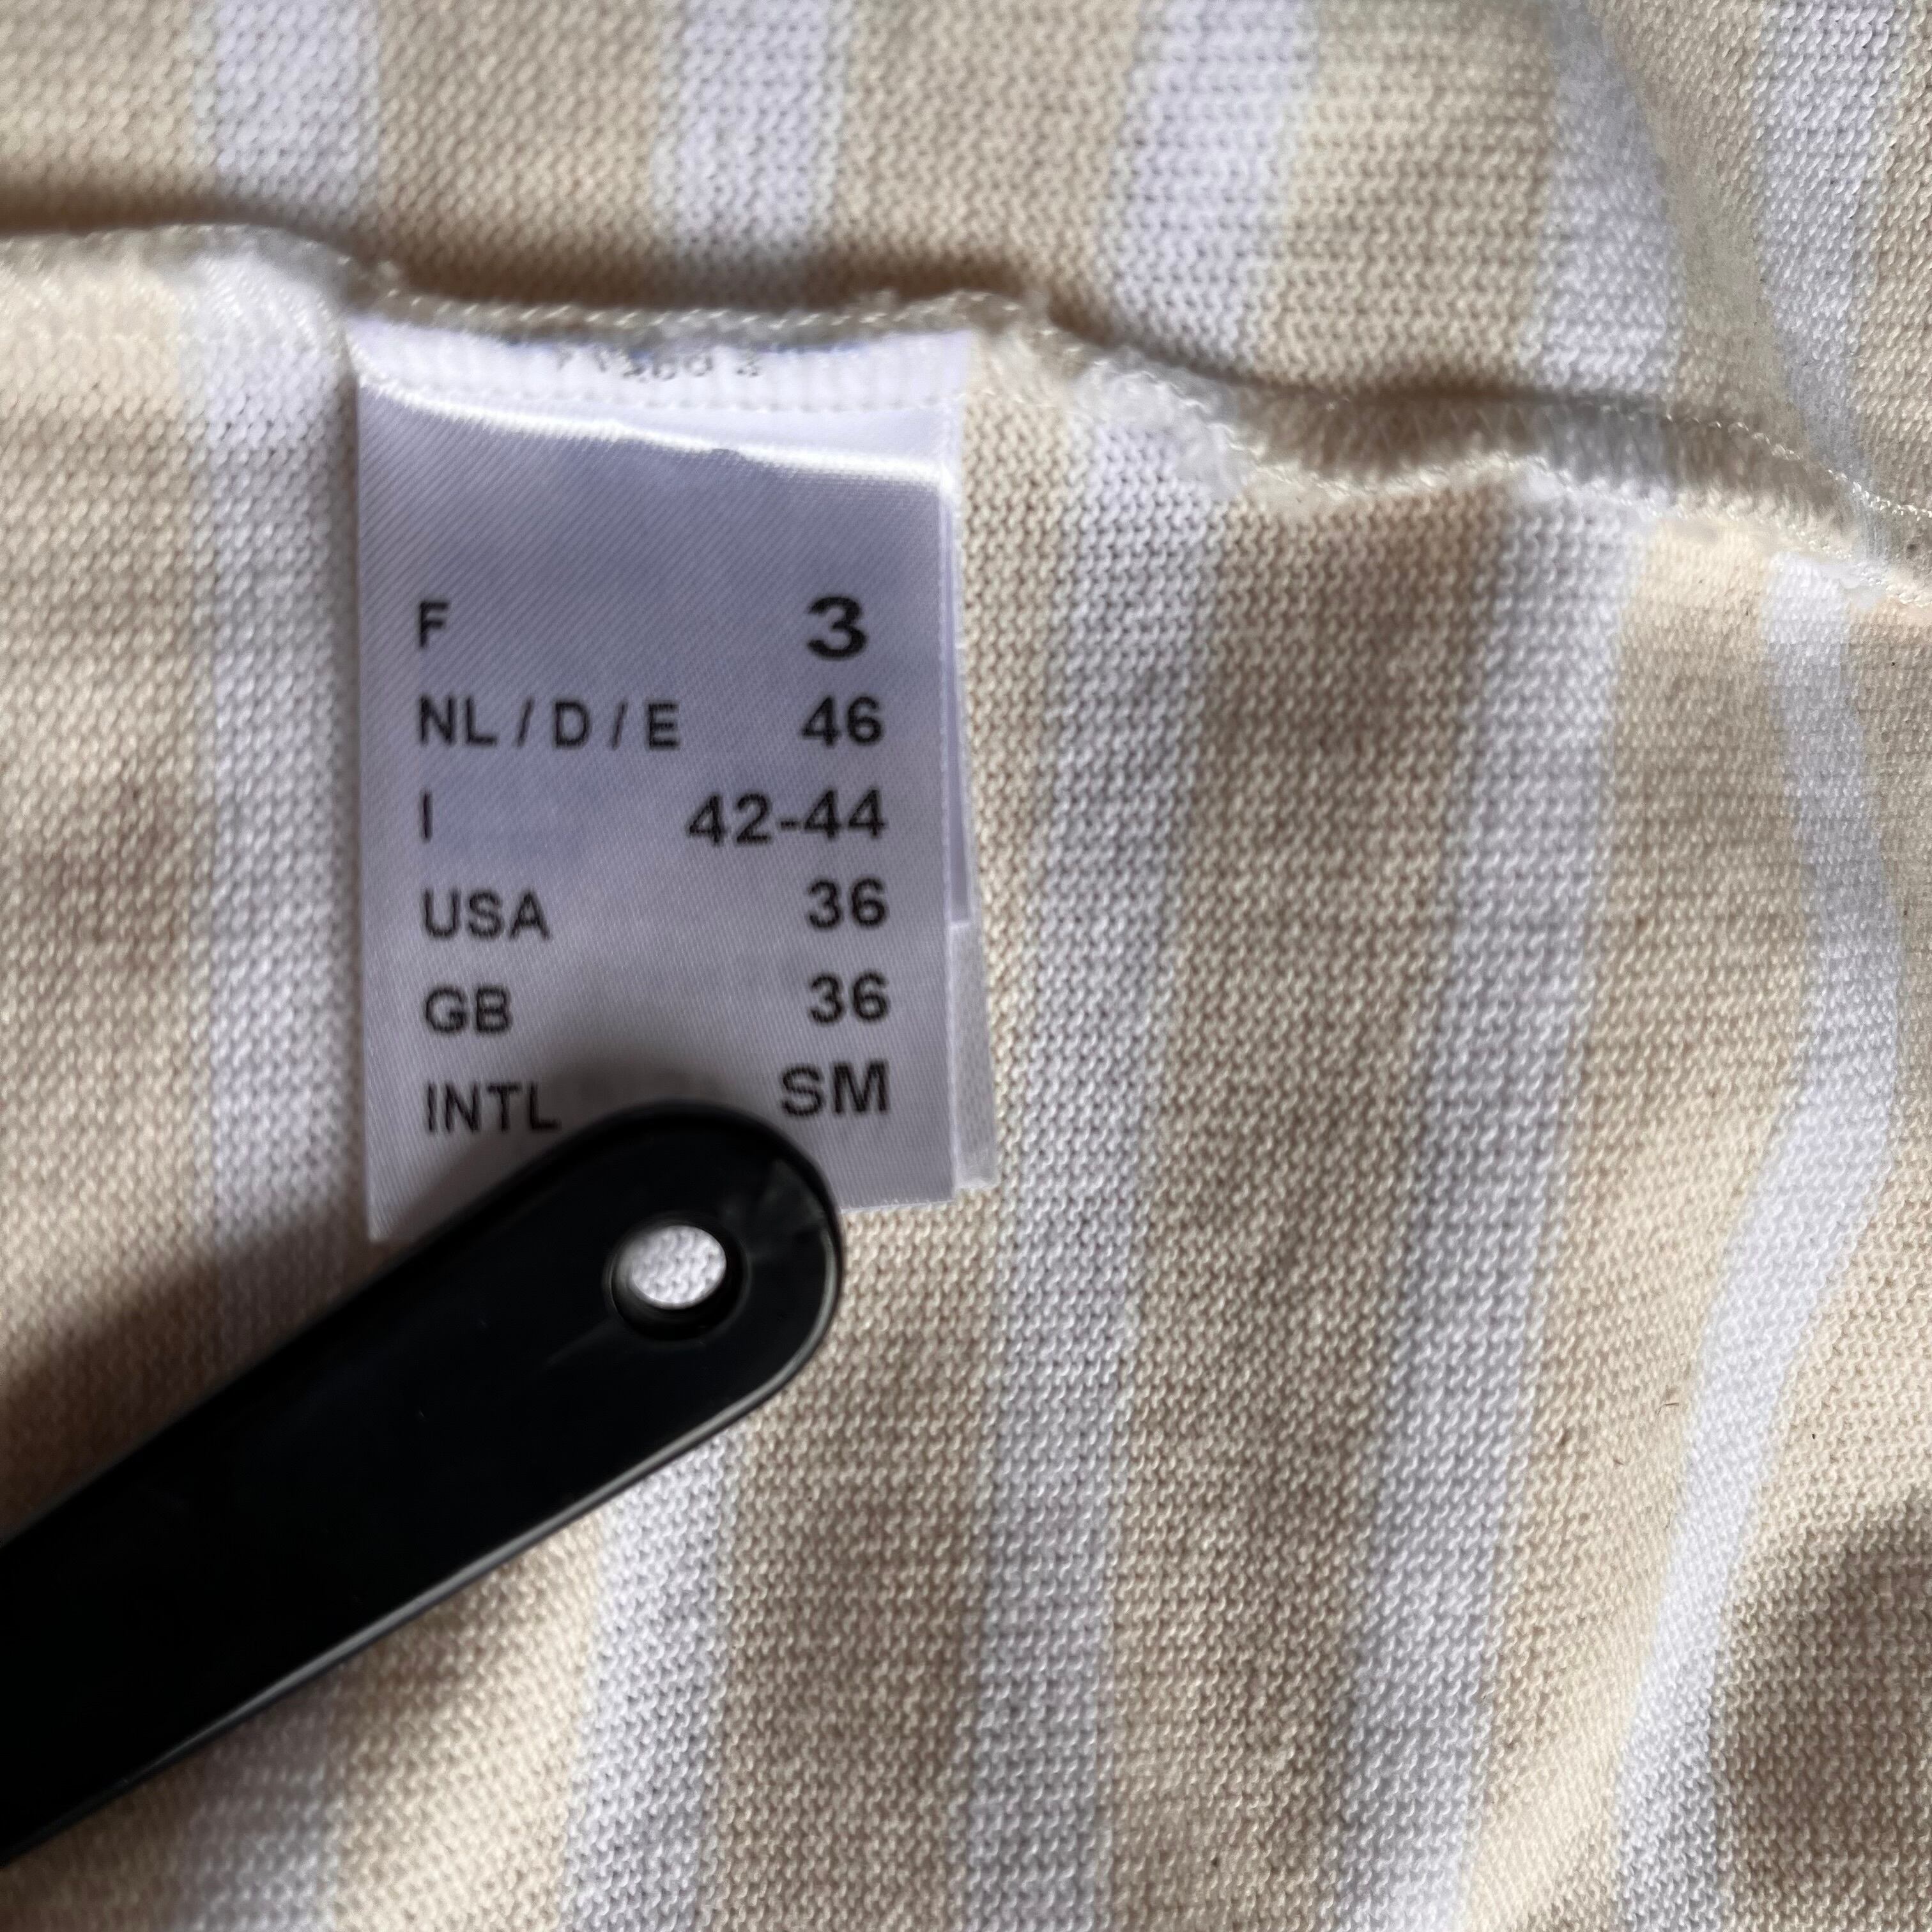 F 3
NL / D / E 46
I 42-44
USA 36
GB 36
INTL SM